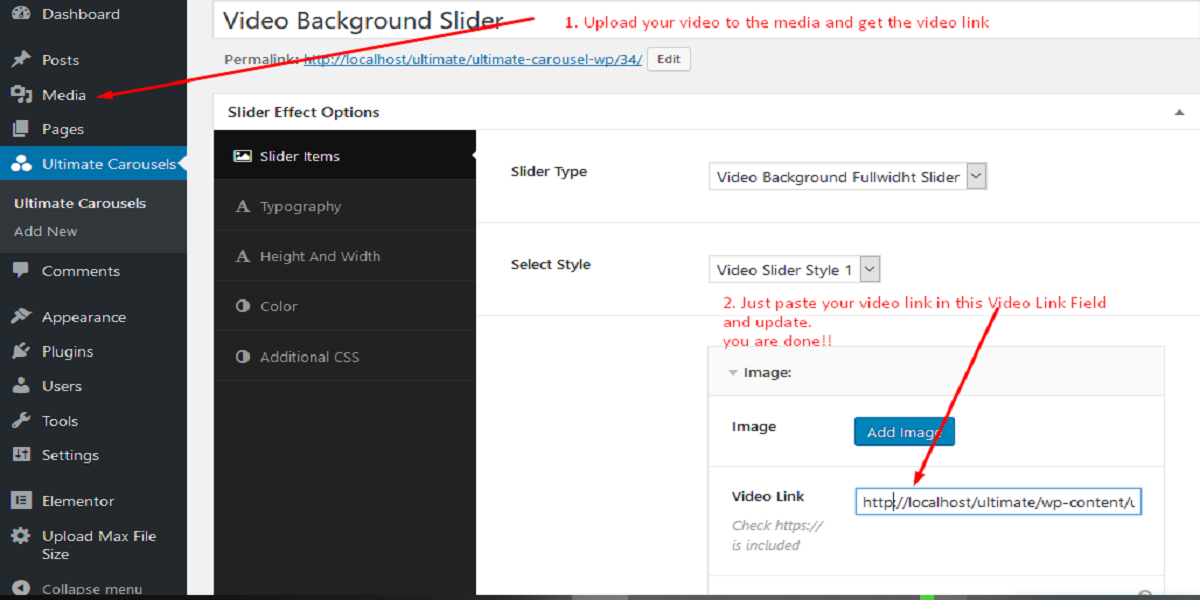 Dashboard
Posts
Media
Pages
Ultimate Carousels
Ultimate Carousels
Add New
Comments
Appearance
Plugins
Users
Tools
Settings
Elementor
Upload Max File
Size
Collapse menu
Video Background Slider
1. Upload your video to the media and get the video link
Permalink: http://localhost/ultimate/ultimate-carousel-wp/34/ Edit
Slider Effect Options
Slider Items
Typography
Height And Width
Color
Additional CSS
Slider Type
Video Background Fullwidht Slider
Select Style
Video Slider Style 1
2. Just paste your video link in this Video Link Field
and update.
you are done!!
Image:
Image
Add Image
Video Link
http://localhost/ultimate/wp-content/u
Check https://
is included